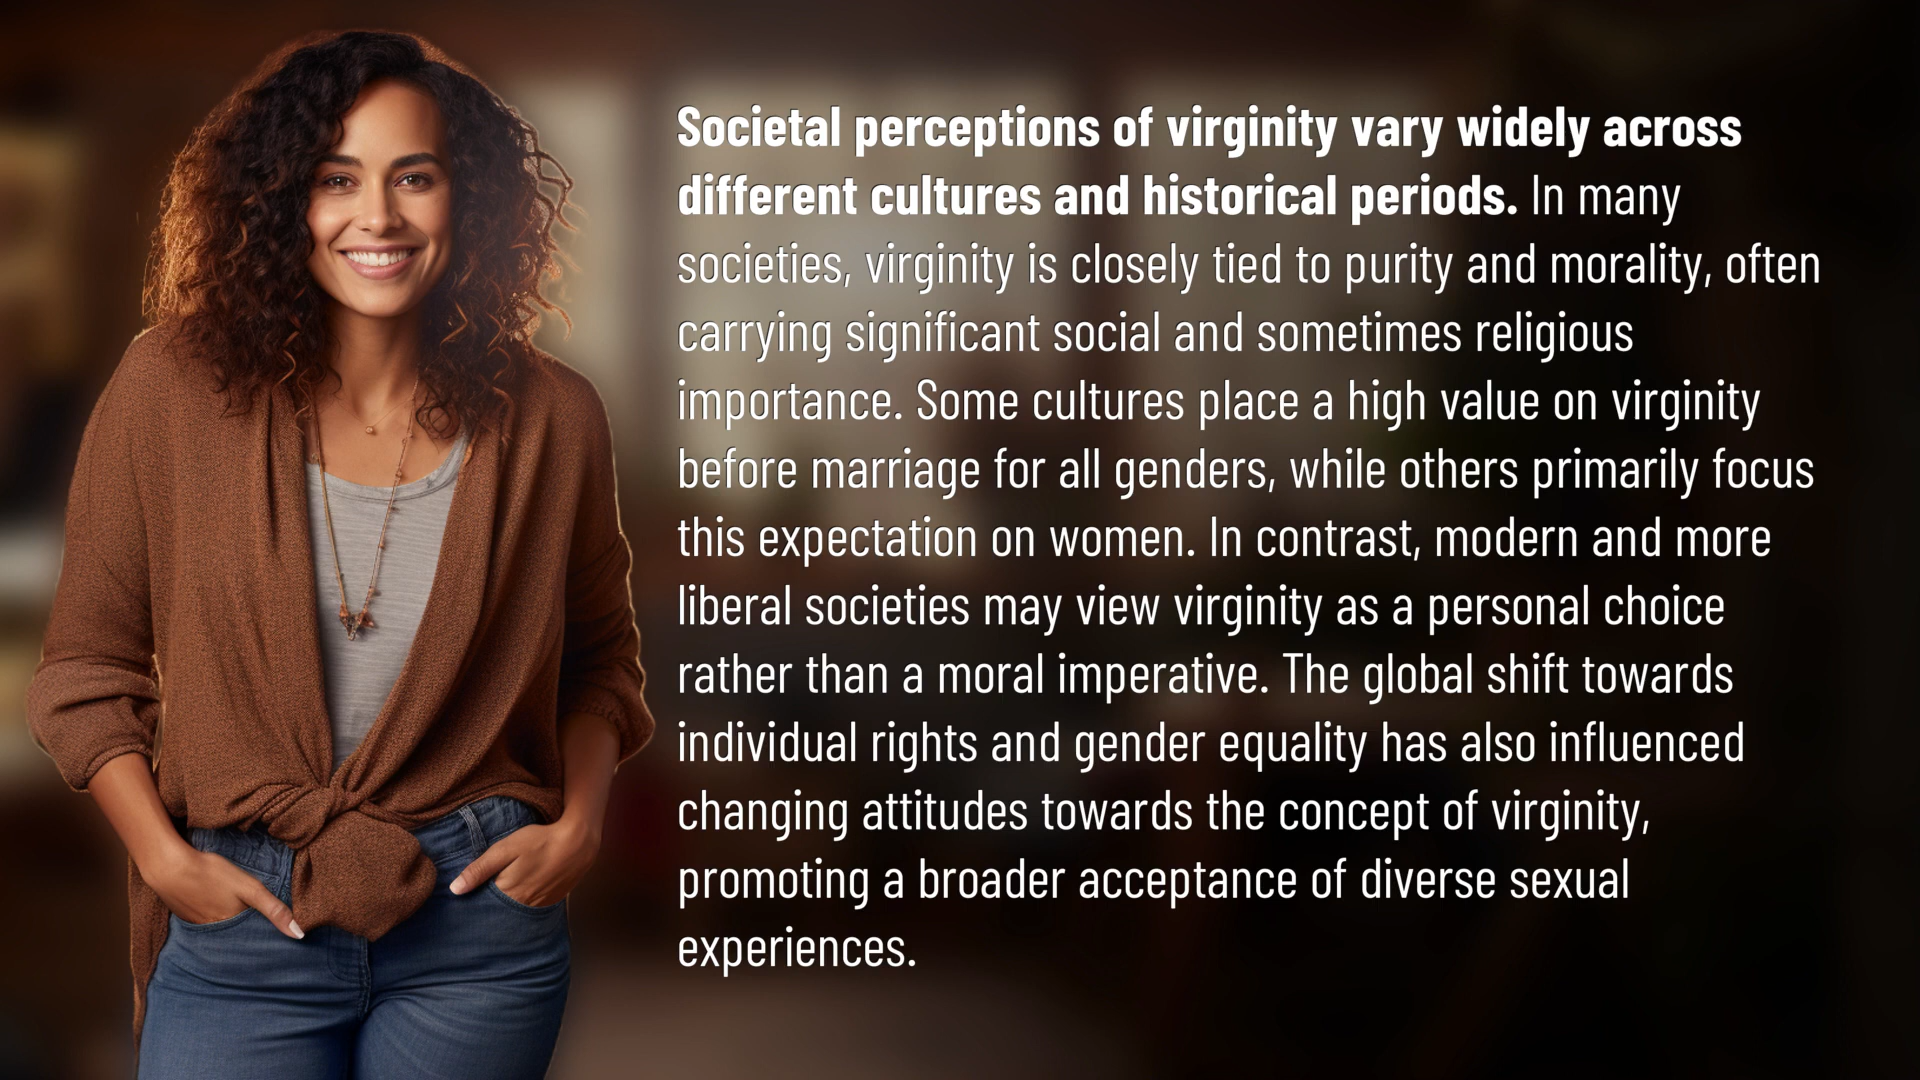 Societal perceptions of virginity vary widely across
different cultures and historical periods. In many
societies, virginity is closely tied to purity and morality, often
carrying significant social and sometimes religious
importance. Some cultures place a high value on virginity
before marriage for all genders, while others primarily focus
this expectation on women. In contrast, modern and more
liberal societies may view virginity as a personal choice
rather than a moral imperative. The global shift towards
individual rights and gender equality has also influenced
changing attitudes towards the concept of virginity,
promoting a broader acceptance of diverse sexual
experiences.